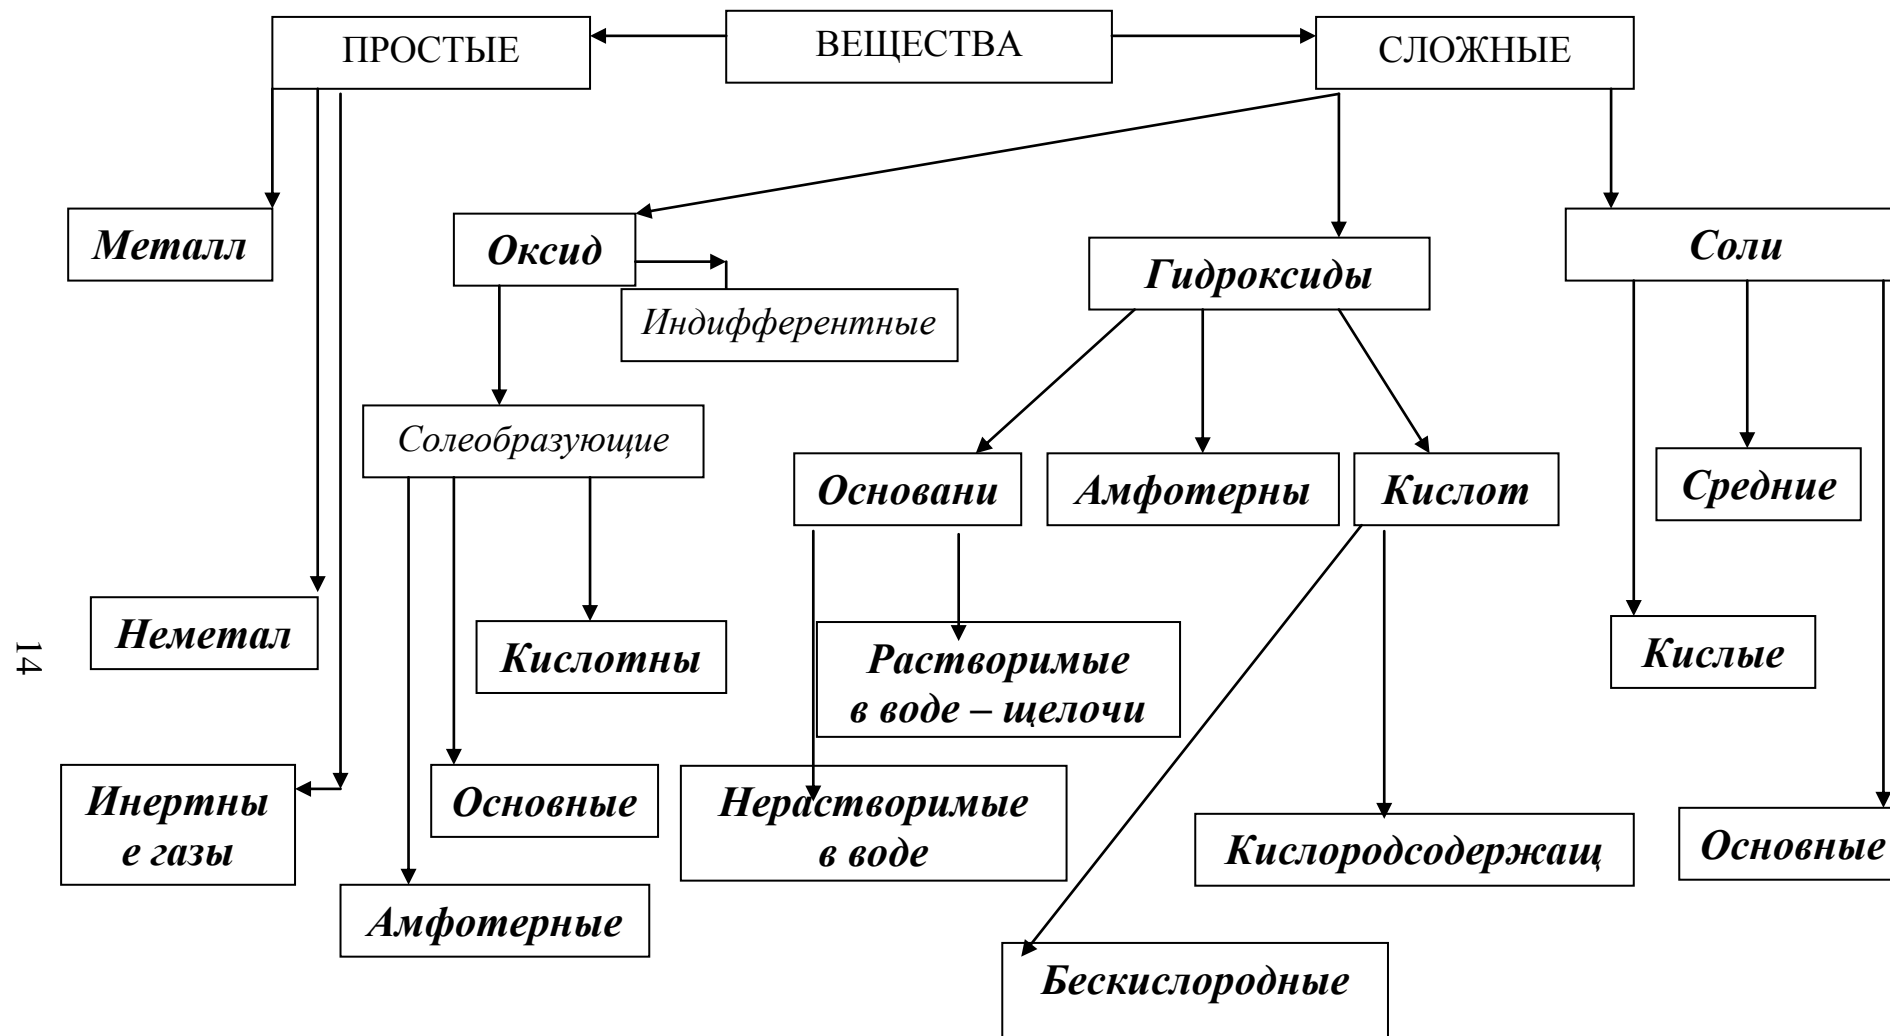 ПРОСТЫЕ
ВЕЩЕСТВА
СЛОЖНЫЕ
Металл
Оксид
Гидроксиды
Соли
Индифферентные
Солеобразующие
Основани
Амфотерны
Кислот
Средние
Неметал
Кислотны
Растворимые
в воде – щелочи
Кислые
14
Инертны
е газы
Основные
Нерастворимые
в воде
Кислородсодержащ
Основные
Амфотерные
Бескислородные